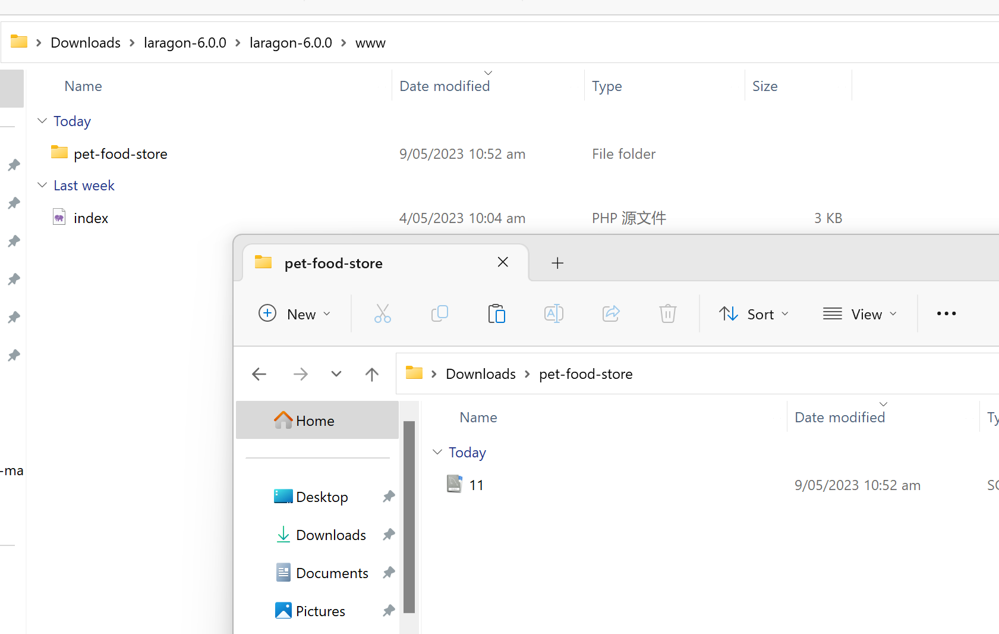 Downloads > laragon-6.0.0 > laragon-6.0.0 > www
Name Date modified Type Size
Today
pet-food-store 9/05/2023 10:52 am File folder
Last week
index 4/05/2023 10:04 am PHP 源文件 3 KB
pet-food-store
New Sort View
Downloads > pet-food-store
Name Date modified Ty
Home
Today
-ma
11 9/05/2023 10:52 am SQ
Desktop
Downloads
Documents
Pictures